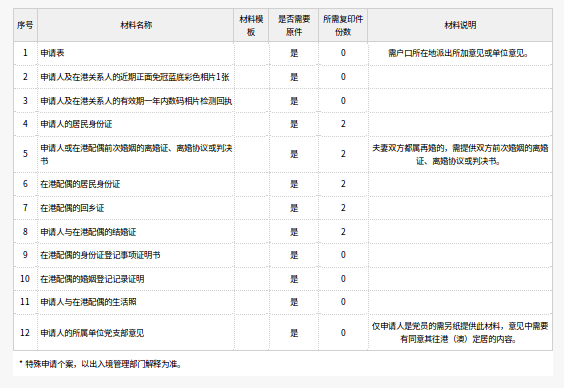 序号 材料名称 材料模板 是否需要原件 所需复印件份数 材料说明
1 申请表 是 0 需户口所在地派出所加意见或单位意见。
2 申请人及在港关系人的近期正面免冠蓝底彩色相片1张 是 0
3 申请人及在港关系人的有效期一年内数码相片检测回执 是 0
4 申请人的居民身份证 是 2
5 申请人或在港配偶前次婚姻的离婚证、离婚协议或判决书 是 2 夫妻双方都属再婚的，需提供双方前次婚姻的离婚证、离婚协议或判决书。
6 在港配偶的居民身份证 是 2
7 在港配偶的回乡证 是 2
8 申请人与在港配偶的结婚证 是 2
9 在港配偶的身份证登记事项证明书 是 0
10 在港配偶的婚姻登记记录证明 是 0
11 申请人与在港配偶的生活照 是 0
12 申请人的所属单位党支部意见 是 0 仅申请人是党员的需另纸提供此材料，意见中需要有同意其往港（澳）定居的内容。
* 特殊申请个案，以出入境管理部门解释为准。